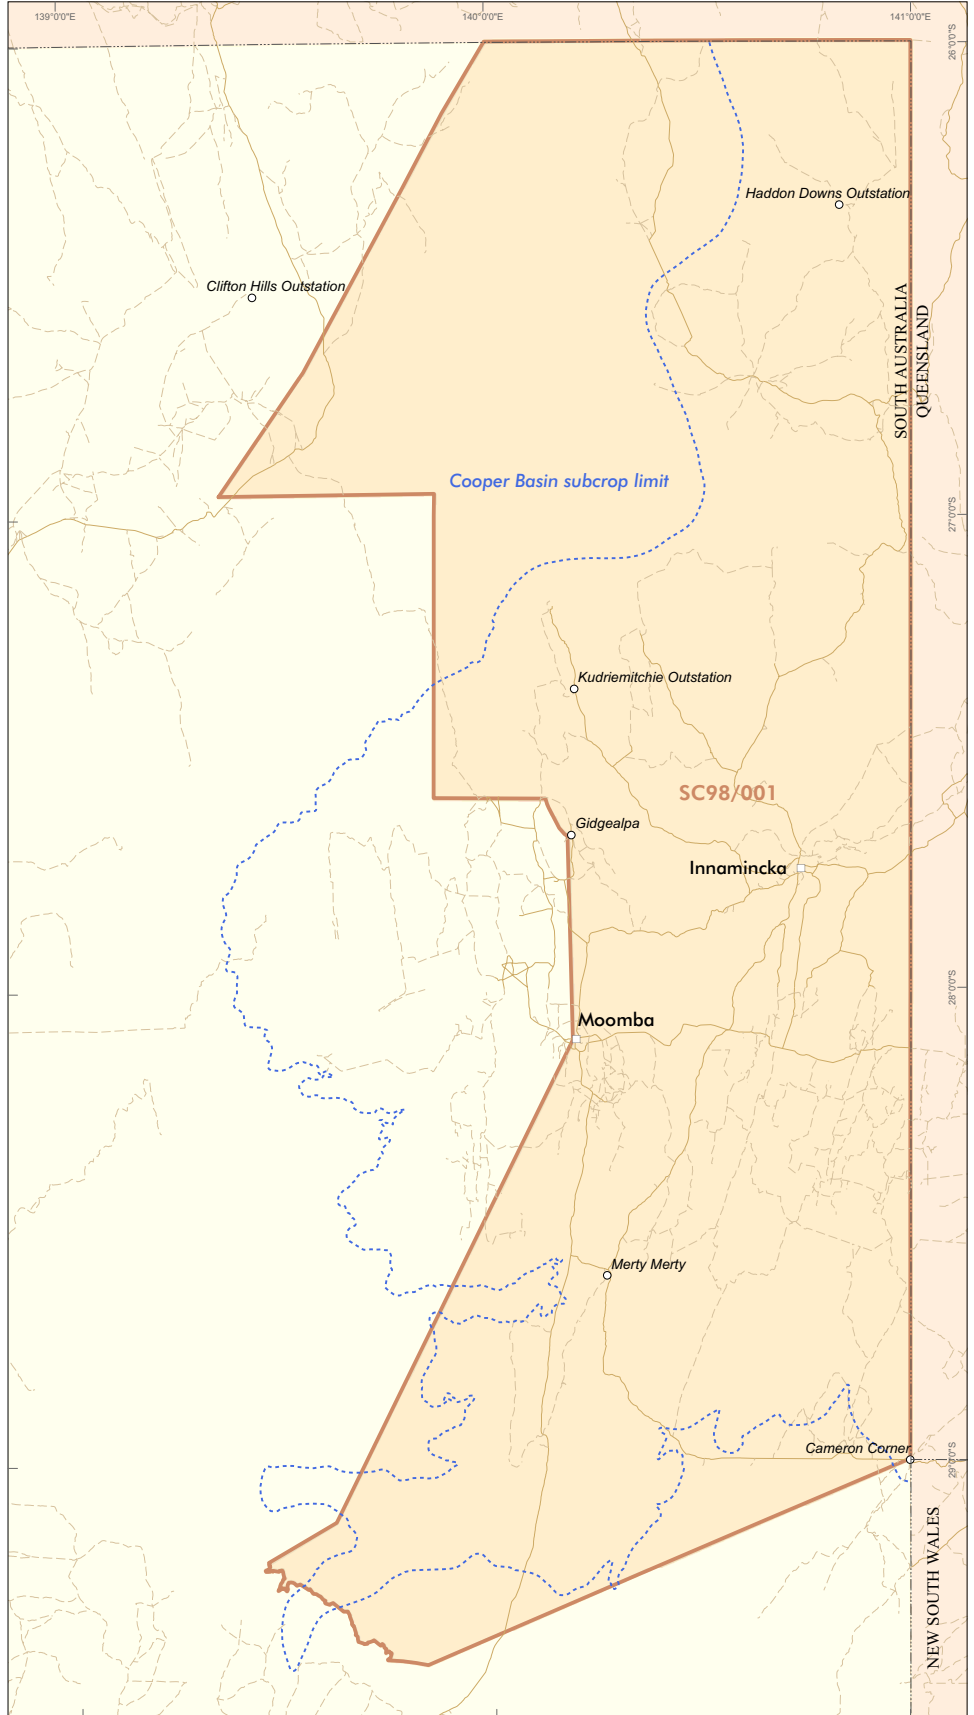 139°0'0"E
140°0'0"E
141°0'0"E
26°0'0"S
Haddon Downs Outstation
Clifton Hills Outstation
SOUTH AUSTRALIA
QUEENSLAND
Cooper Basin subcrop limit
27°0'0"S
Kudriemitchie Outstation
SC98/001
Gidgealpa
Innamincka
28°0'0"S
Moomba
Merty Merty
Cameron Corner
29°0'0"S
NEW SOUTH WALES